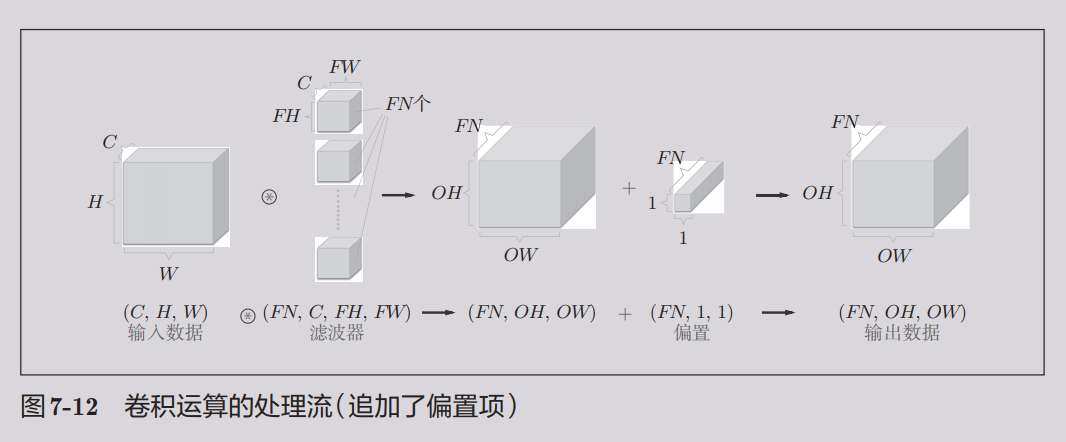 FW
C
FH
FN个
C
H
W
⊛
FN
OH
OW
+
FN
1
1
FN
OH
OW
(C, H, W) ⊛ (FN, C, FH, FW) → (FN, OH, OW) + (FN, 1, 1) → (FN, OH, OW)
输入数据 滤波器 偏置 输出数据
图7-12 卷积运算的处理流(追加了偏置项)